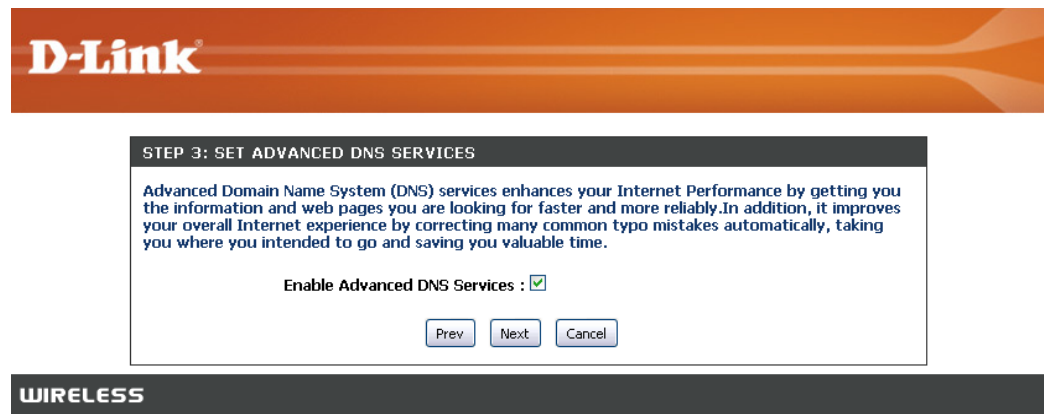 D-Link
STEP 3: SET ADVANCED DNS SERVICES
Advanced Domain Name System (DNS) services enhances your Internet Performance by getting you
the information and web pages you are looking for faster and more reliably.In addition, it improves
your overall Internet experience by correcting many common typo mistakes automatically, taking
you where you intended to go and saving you valuable time.
Enable Advanced DNS Services :
Prev Next Cancel
WIRELESS